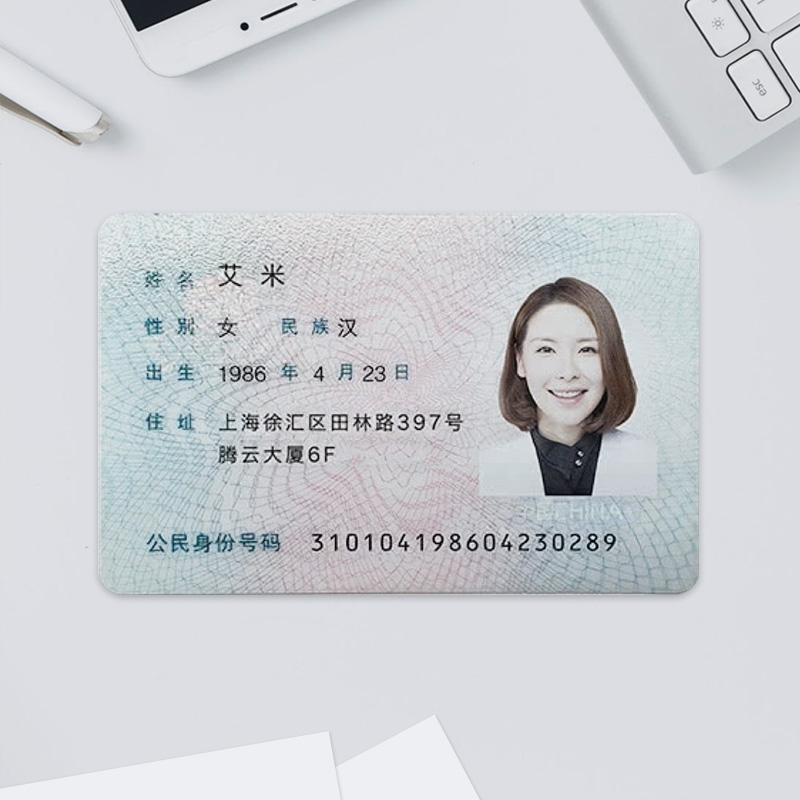 姓名 艾米
性别 女 民族 汉
出生 1986 年 4 月 23 日
住址 上海徐汇区田林路397号
腾云大厦6F
公民身份号码 310104198604230289
esc